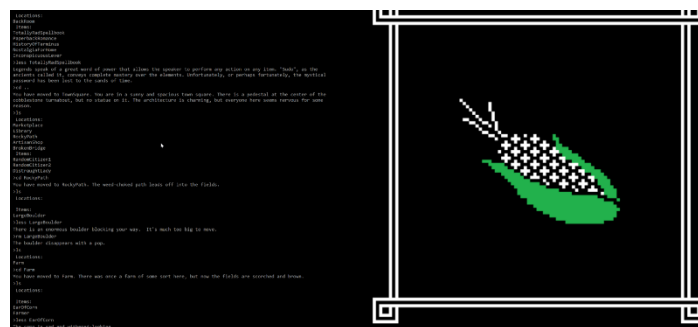 Locations:
BackRoom
Items:
TotallyRadSpellbook
PaperbackRomance
HistoryOfTerminus
NostalgiaForHome
InconspicuousLever
>less TotallyRadSpellbook
Legends speak of a great word of power that allows the speaker to perform any action on any item. "Sudo", as the
ancients called it, conveys complete mastery over the elements. Unfortunately, or perhaps fortunately, the mystical
password has been lost to the sands of time.
>cd ..
You have moved to TownSquare. You are in a sunny and spacious town square. There is a pedestal at the center of the
cobblestone turnabout, but no statue on it. The architecture is charming, but everyone here seems nervous for some
reason.
>ls
Locations:
Marketplace
Library
RockyPath
ArtisanShop
BrokenBridge
Items:
RandomCitizen1
RandomCitizen2
DistraughtLady
>cd RockyPath
You have moved to RockyPath. The weed-choked path leads off into the fields.
>ls
Locations:
Items:
LargeBoulder
>less LargeBoulder
There is an enormous boulder blocking your way. It's much too big to move.
>rm LargeBoulder
The boulder disappears with a pop.
>ls
Locations:
Farm
>cd Farm
You have moved to Farm. There was once a farm of some sort here, but now the fields are scorched and brown.
>ls
Locations:
Items:
EarOfCorn
Farmer
>less EarOfCorn